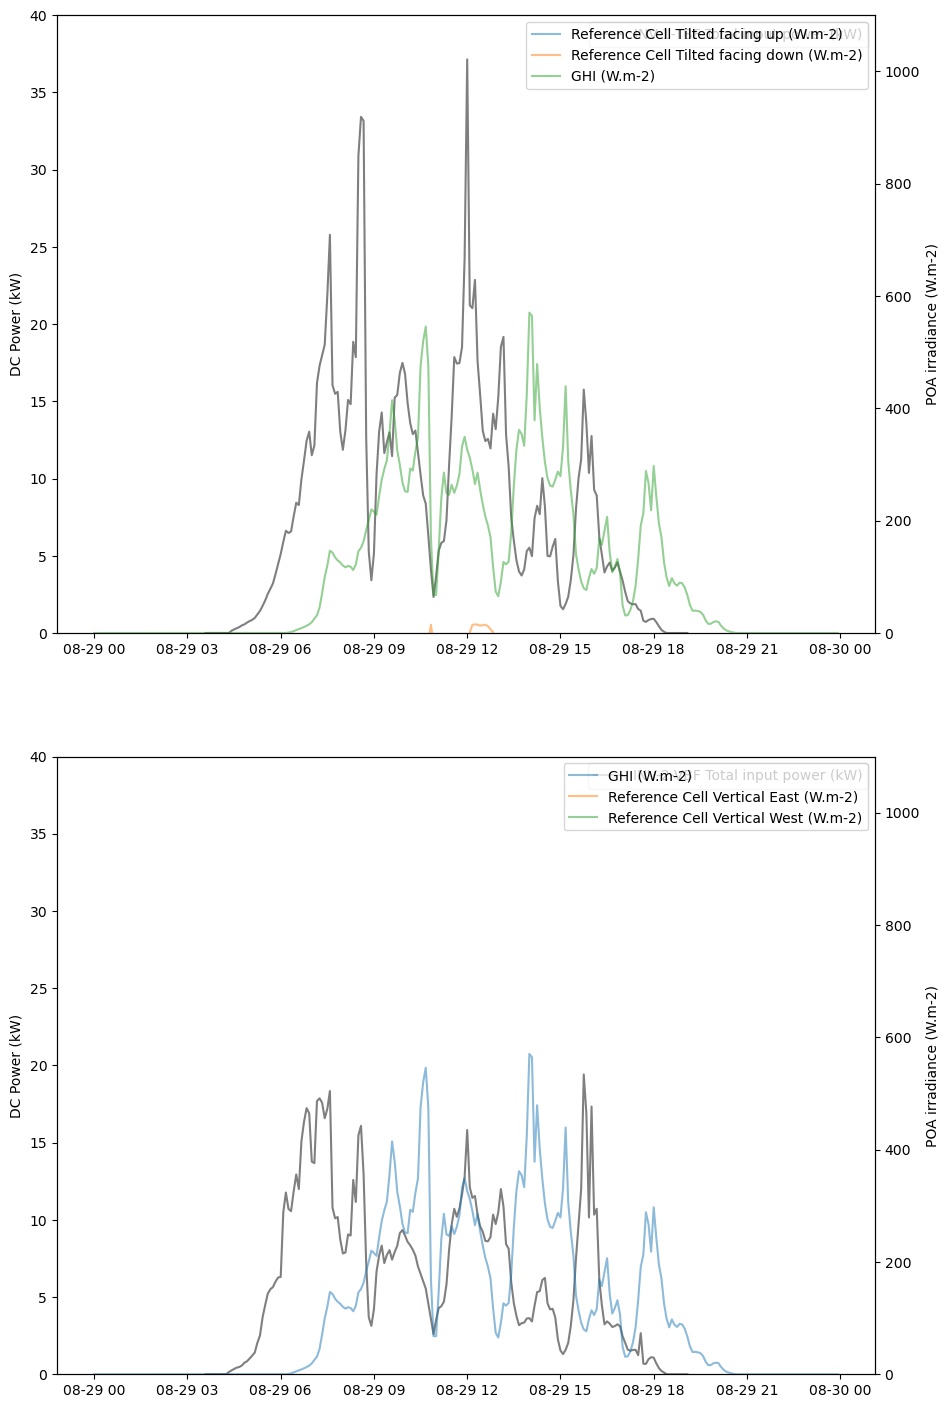 40
35
30
25
20
15
10
5
0
DC Power (kW)
Reference Cell Tilted facing up (W.m-2)
Reference Cell Tilted facing down (W.m-2)
GHI (W.m-2)
1000
800
600
400
200
0
POA irradiance (W.m-2)
08-29 00 08-29 03 08-29 06 08-29 09 08-29 12 08-29 15 08-29 18 08-29 21 08-30 00
40
35
30
25
20
15
10
5
0
DC Power (kW)
Total input power (kW)
GHI (W.m-2)
Reference Cell Vertical East (W.m-2)
Reference Cell Vertical West (W.m-2)
1000
800
600
400
200
0
POA irradiance (W.m-2)
08-29 00 08-29 03 08-29 06 08-29 09 08-29 12 08-29 15 08-29 18 08-29 21 08-30 00